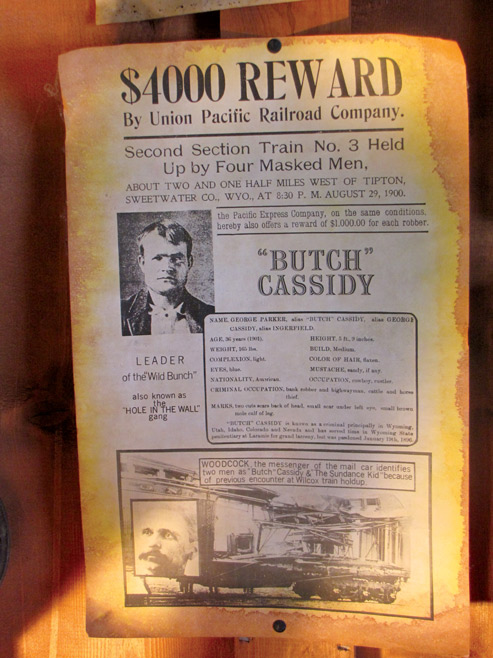 $4000 REWARD
By Union Pacific Railroad Company.
Second Section Train No. 3 Held
Up by Four Masked Men,
ABOUT TWO AND ONE HALF MILES WEST OF TIPTON,
SWEETWATER CO., WYO., AT 8:30 P. M. AUGUST 29, 1900.
the Pacific Express Company, on the same conditions,
hereby also offers a reward of $1.000.00 for each robber.
"BUTCH"
CASSIDY
LEADER
of the "Wild Bunch"
also known as
the
"HOLE IN THE WALL"
gang
NAME, GEORGE PARKER, alias "BUTCH" CASSIDY, alias GEORGE
CASSIDY, alias INGERFIELD.
AGE, 36 years (1901). HEIGHT, 5 ft., 9 inches.
WEIGHT, 165 lbs. BUILD, Medium.
COMPLEXION, light. COLOR OF HAIR, flaxen.
EYES, blue. MUSTACHE, sandy, if any.
NATIONALITY, American. OCCUPATION, cowboy, rustler.
CRIMINAL OCCUPATION, bank robber and highwayman, cattle and horse
thief.
MARKS, two cuts scars back of head, small scar under left eye, small brown
mole calf of leg.
"BUTCH" CASSIDY is known as a criminal principally in Wyoming,
Utah, Idaho, Colorado and Nevada and has served time in Wyoming State
penitentiary at Laramie for grand larceny, but was pardoned January 19th, 1896.
WOODCOCK, the messenger of the mail car identifies
two men as "Butch" Cassidy & "The Sundance Kid" because
of previous encounter at Wilcox train holdup.